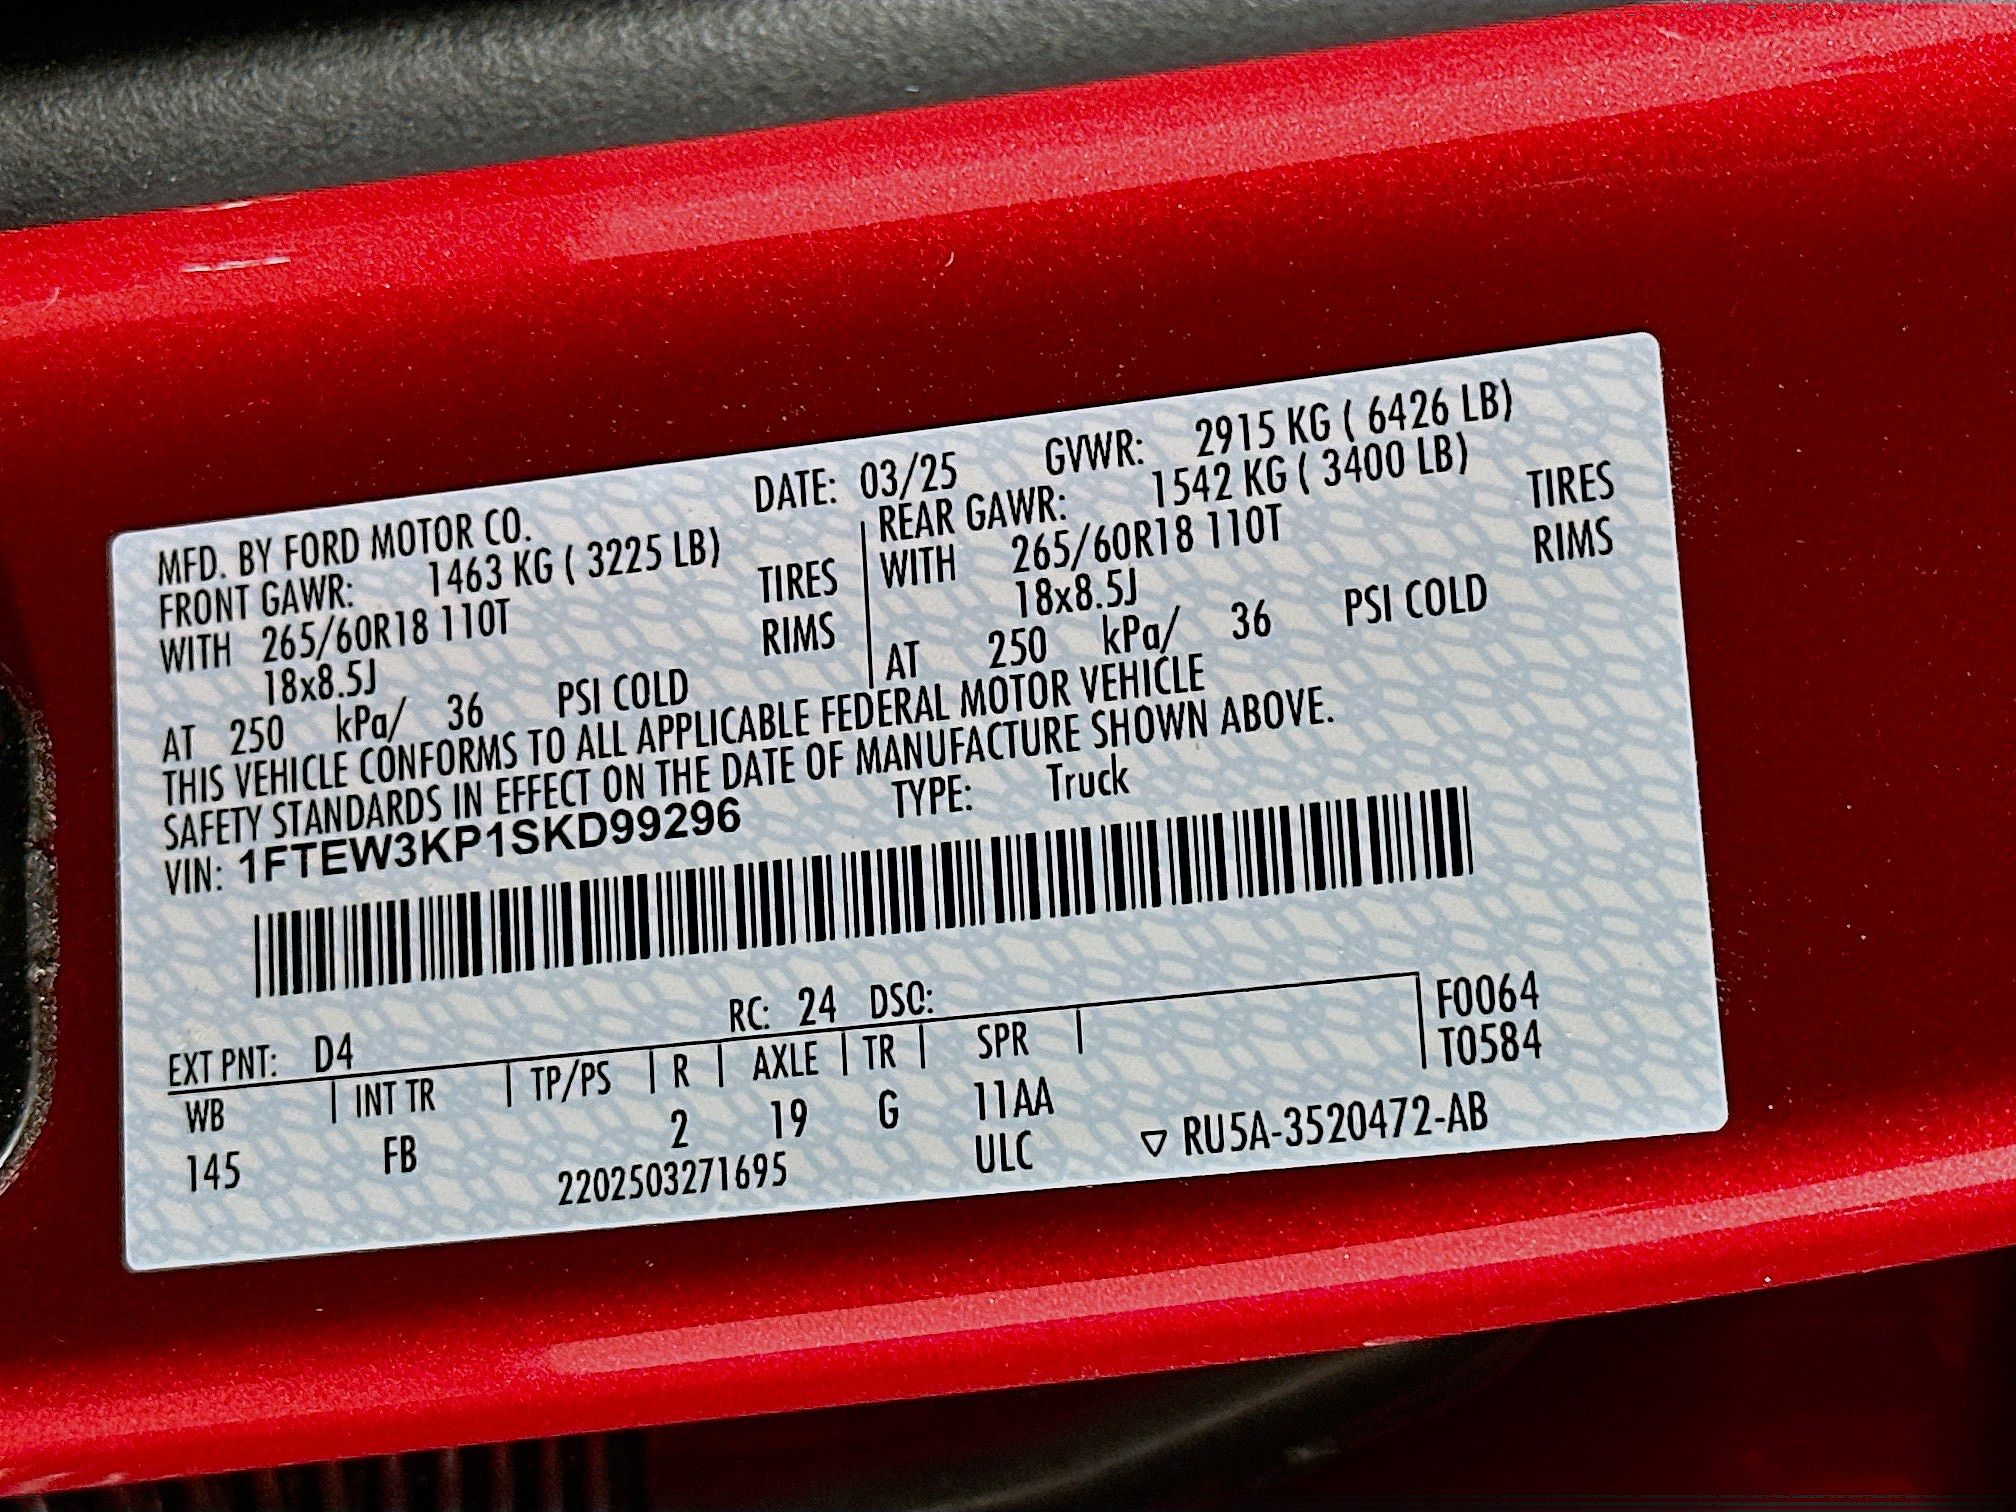 MFD. BY FORD MOTOR CO. DATE: 03/25 GVWR: 2915 KG ( 6426 LB)
FRONT GAWR: 1463 KG ( 3225 LB) REAR GAWR: 1542 KG ( 3400 LB)
WITH 265/60R18 110T TIRES WITH 265/60R18 110T TIRES
18x8.5J RIMS 18x8.5J RIMS
AT 250 kPa/ 36 PSI COLD AT 250 kPa/ 36 PSI COLD
THIS VEHICLE CONFORMS TO ALL APPLICABLE FEDERAL MOTOR VEHICLE
SAFETY STANDARDS IN EFFECT ON THE DATE OF MANUFACTURE SHOWN ABOVE.
VIN: 1FTEW3KP1SKD99296 TYPE: Truck
EXT PNT: D4 RC: 24 DSO: F0064
WB INT TR TP/PS R AXLE TR SPR T0584
145 FB 2 19 G 11AA
2202503271695 ULC ▽ RU5A-3520472-AB